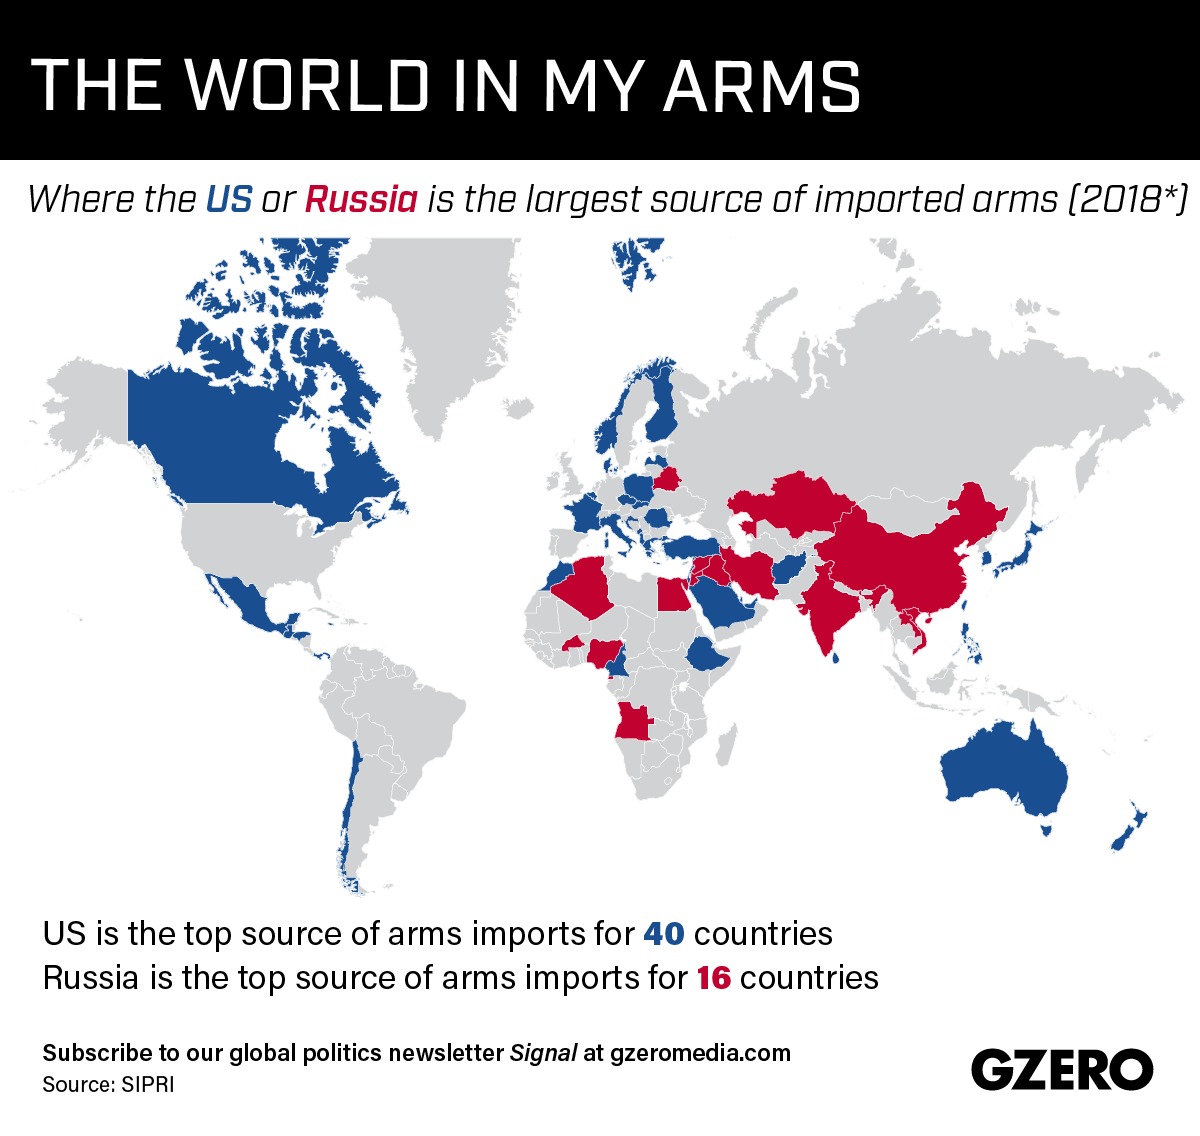 THE WORLD IN MY ARMS
Where the US or Russia is the largest source of imported arms (2018*)
US is the top source of arms imports for 40 countries
Russia is the top source of arms imports for 16 countries
Subscribe to our global politics newsletter Signal at gzeromedia.com
Source: SIPRI
GZERO